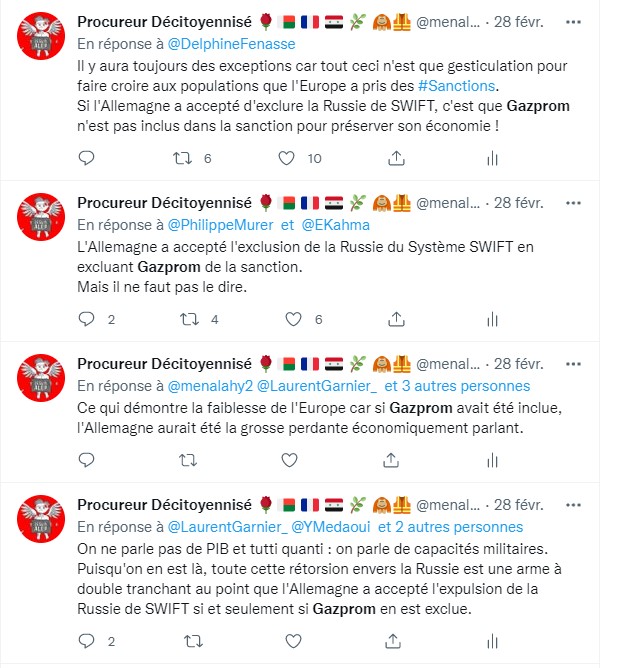 Procureur Décitoyennisé @menal... · 28 févr.
En réponse à @DelphineFenasse
Il y aura toujours des exceptions car tout ceci n'est que gesticulation pour
faire croire aux populations que l'Europe a pris des #Sanctions.
Si l'Allemagne a accepté d'exclure la Russie de SWIFT, c'est que Gazprom
n'est pas inclus dans la sanction pour préserver son économie !
6 10
Procureur Décitoyennisé @menal... · 28 févr.
En réponse à @PhilippeMurer et @EKahma
L'Allemagne a accepté l'exclusion de la Russie du Système SWIFT en
excluant Gazprom de la sanction.
Mais il ne faut pas le dire.
2 4 6
Procureur Décitoyennisé @menal... · 28 févr.
En réponse à @menalahy2 @LaurentGarnier_ et 3 autres personnes
Ce qui démontre la faiblesse de l'Europe car si Gazprom avait été inclue,
l'Allemagne aurait été la grosse perdante économiquement parlant.
Procureur Décitoyennisé @menal... · 28 févr.
En réponse à @LaurentGarnier_ @YMedaoui et 2 autres personnes
On ne parle pas de PIB et tutti quanti : on parle de capacités militaires.
Puisqu'on en est là, toute cette rétorsion envers la Russie est une arme à
double tranchant au point que l'Allemagne a accepté l'expulsion de la
Russie de SWIFT si et seulement si Gazprom en est exclue.
2